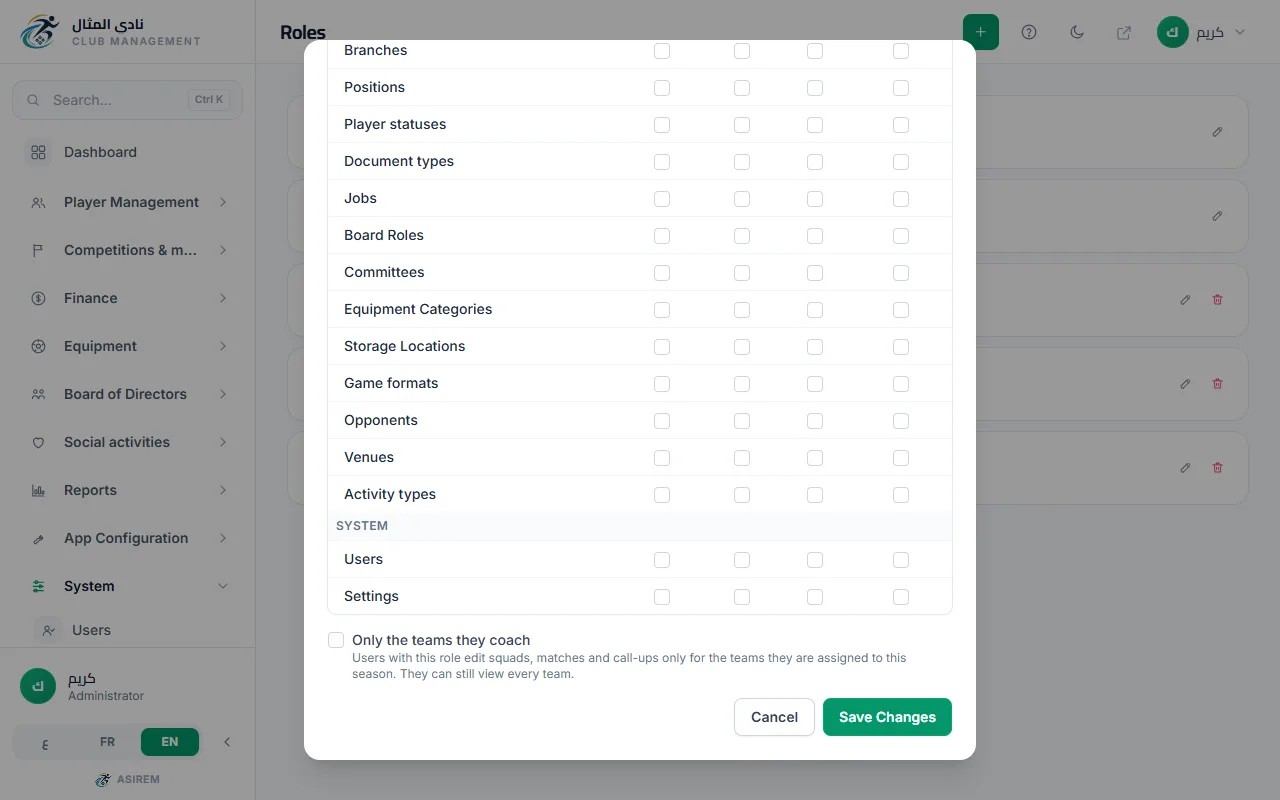 نادي المثال
CLUB MANAGEMENT
Search...
Ctrl K
Dashboard
Player Management
Competitions & m...
Finance
Equipment
Board of Directors
Social activities
Reports
App Configuration
System
Users
ك
كريم
Administrator
ع
FR
EN
ASIREM
Roles
+
ك
كريم
Branches
Positions
Player statuses
Document types
Jobs
Board Roles
Committees
Equipment Categories
Storage Locations
Game formats
Opponents
Venues
Activity types
SYSTEM
Users
Settings
Only the teams they coach
Users with this role edit squads, matches and call-ups only for the teams they are assigned to this
season. They can still view every team.
Cancel
Save Changes